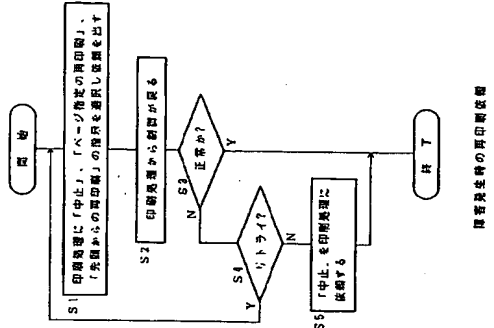 開始
S1
印刷処理に「中止」、「ページ指定の再印刷」、
「先頭からの再印刷」の指示を選択し依頼を出す
S2
印刷処理から制御が戻る
S3
正常か?
N
Y
S4
リトライ?
Y
N
S5
「中止」を印刷処理に
依頼する
終了
障害発生時の再印刷依頼